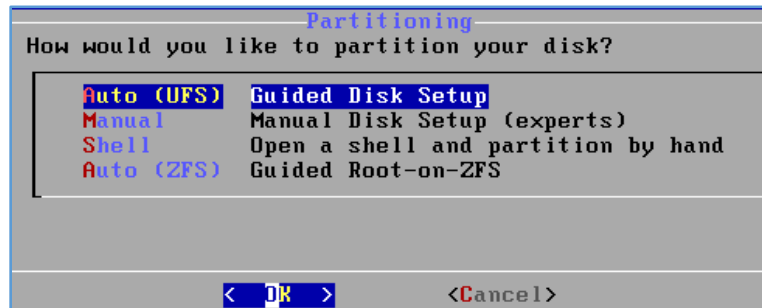 Partitioning
How would you like to partition your disk?
Auto (UFS) Guided Disk Setup
Manual Manual Disk Setup (experts)
Shell Open a shell and partition by hand
Auto (ZFS) Guided Root-on-ZFS
< OK > <Cancel>